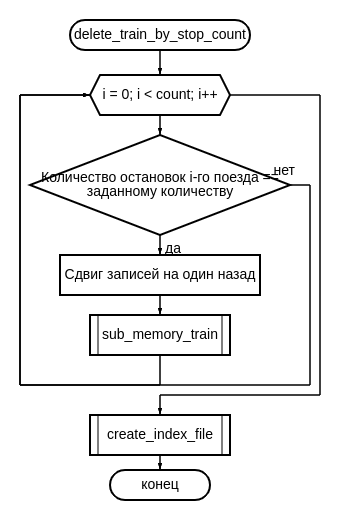 delete_train_by_stop_count
i = 0; i < count; i++
Количество остановок i-го поезда ==
заданному количеству
нет
да
Сдвиг записей на один назад
sub_memory_train
create_index_file
конец